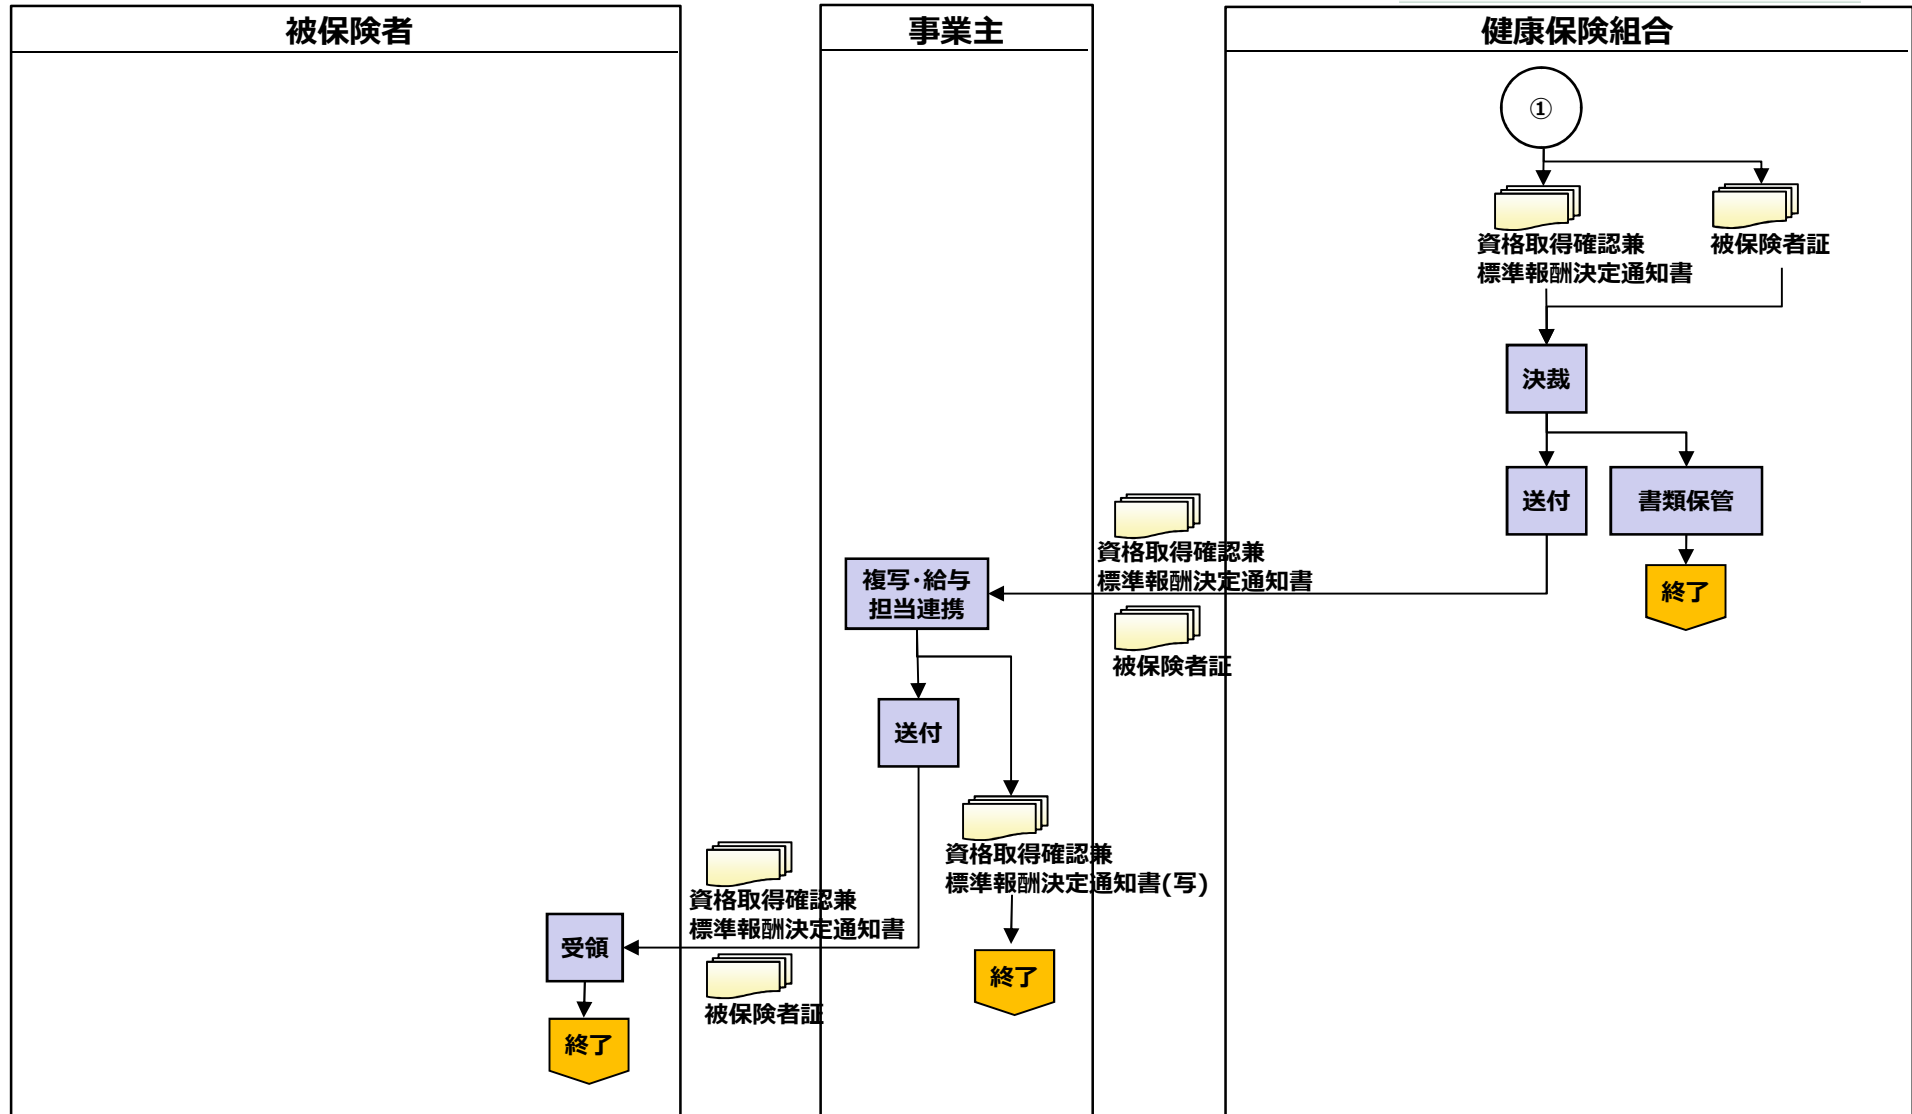 被保険者
事業主
健康保険組合
①
資格取得確認兼
標準報酬決定通知書
被保険者証
決裁
送付
書類保管
終了
資格取得確認兼
標準報酬決定通知書
被保険者証
複写･給与
担当連携
送付
資格取得確認兼
標準報酬決定通知書(写)
終了
資格取得確認兼
標準報酬決定通知書
被保険者証
受領
終了